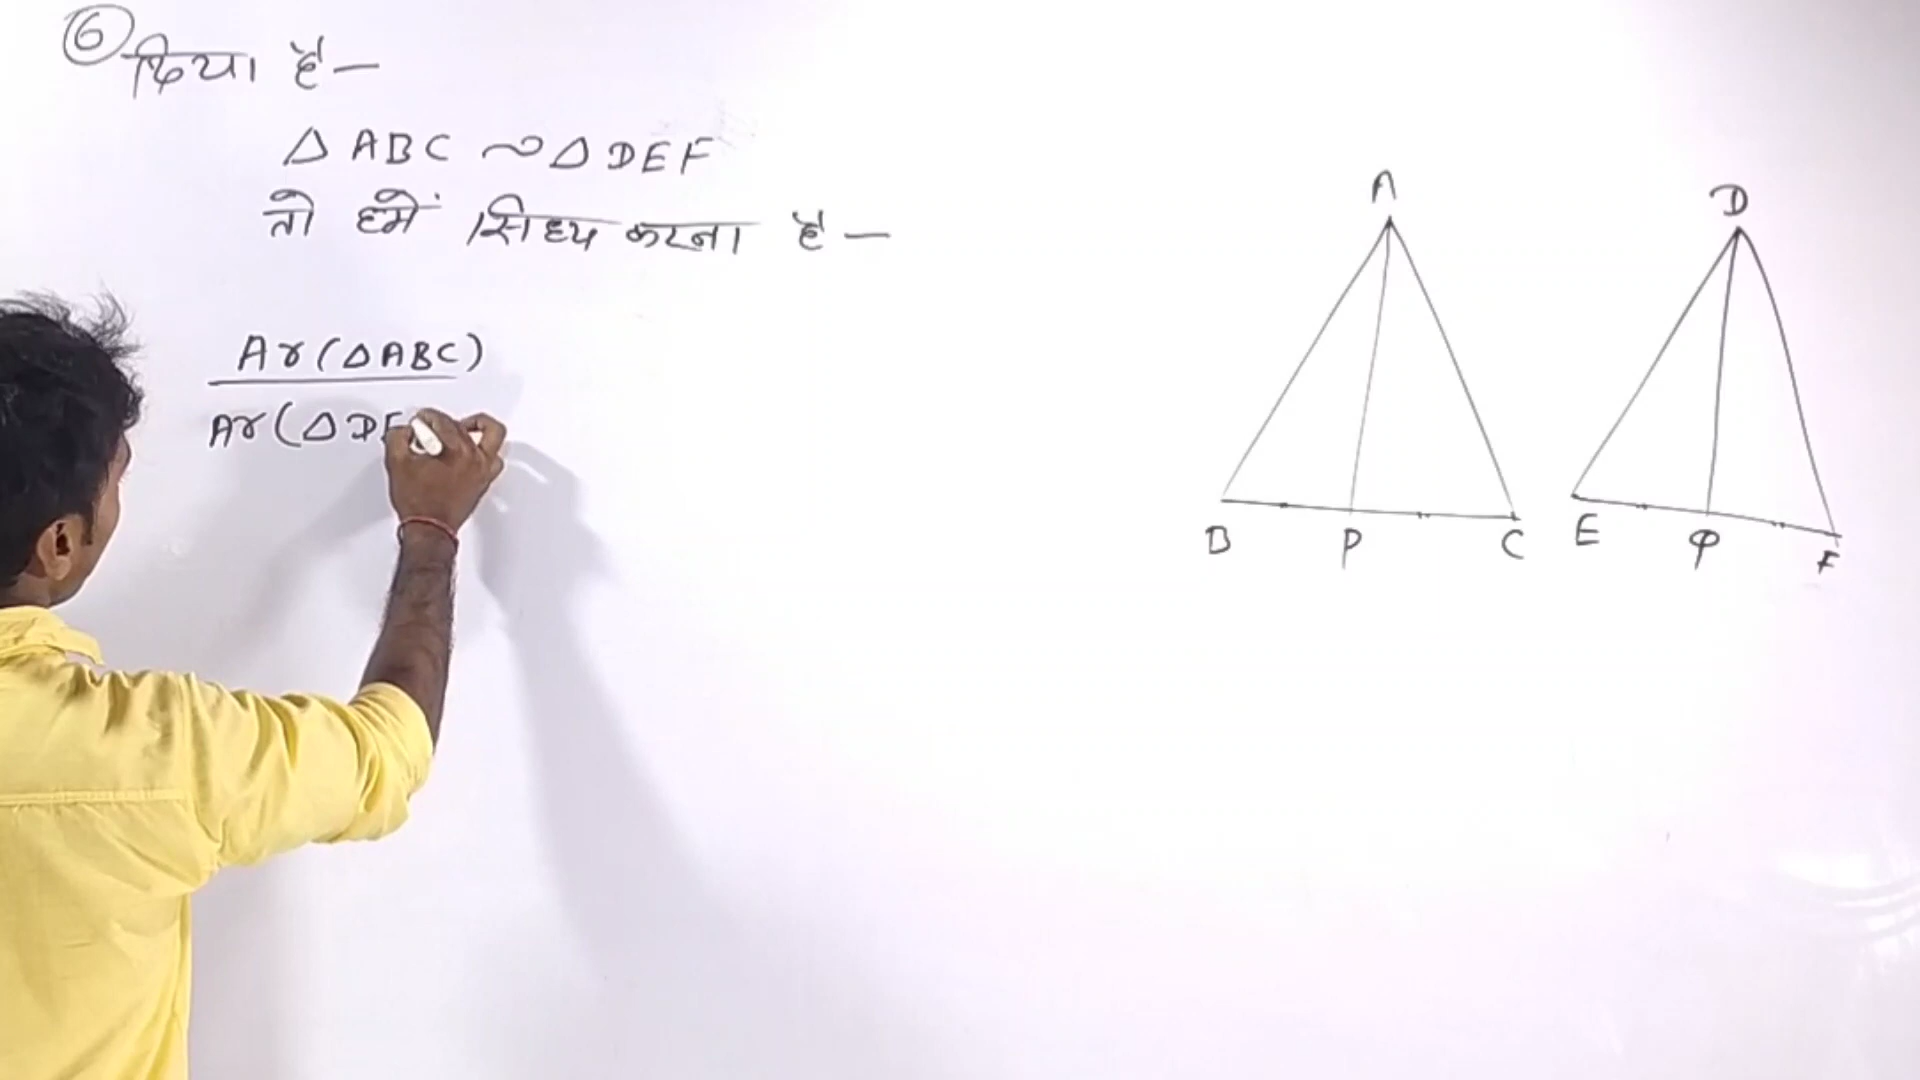 ⑥ दिया है —
△ ABC ~ △ DEF
तो हमें सिध्य करना है —
Ar(△ABC)
Ar(△DE
A
D
B P C
E Q F